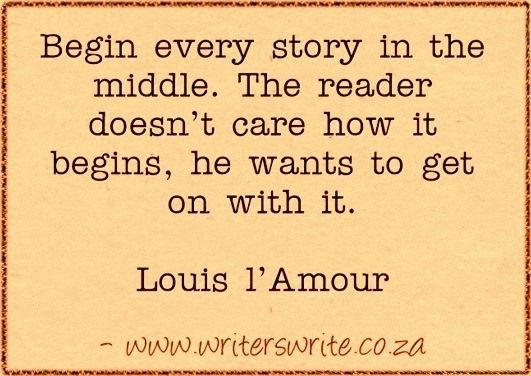 Begin every story in the
middle. The reader
doesn't care how it
begins, he wants to get
on with it.
Louis l'Amour
- www.writerswrite.co.za